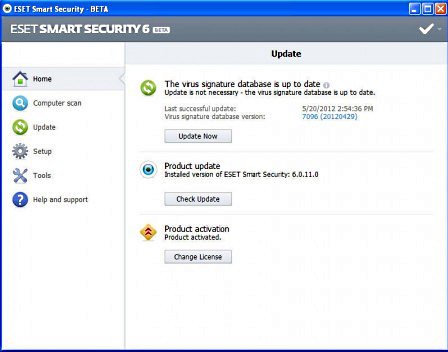 ESET Smart Security - BETA
ESET SMART SECURITY 6 BETA
Update
Home
Computer scan
Update
Setup
Tools
Help and support
The virus signature database is up to date
Update is not necessary - the virus signature database is up to date.
Last successful update: 5/20/2012 2:54:36 PM
Virus signature database version: 7096 (20120429)
Update Now
Product update
Installed version of ESET Smart Security: 6.0.11.0
Check Update
Product activation
Product activated.
Change License